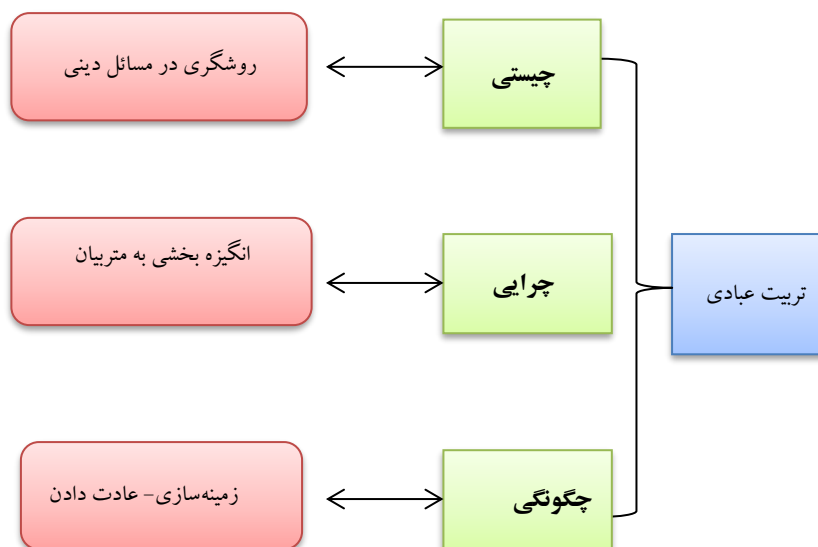 تربیت عبادی
چیستی
روشگری در مسائل دینی
چرایی
انگیزه بخشی به متربیان
چگونگی
زمینه‌سازی- عادت دادن